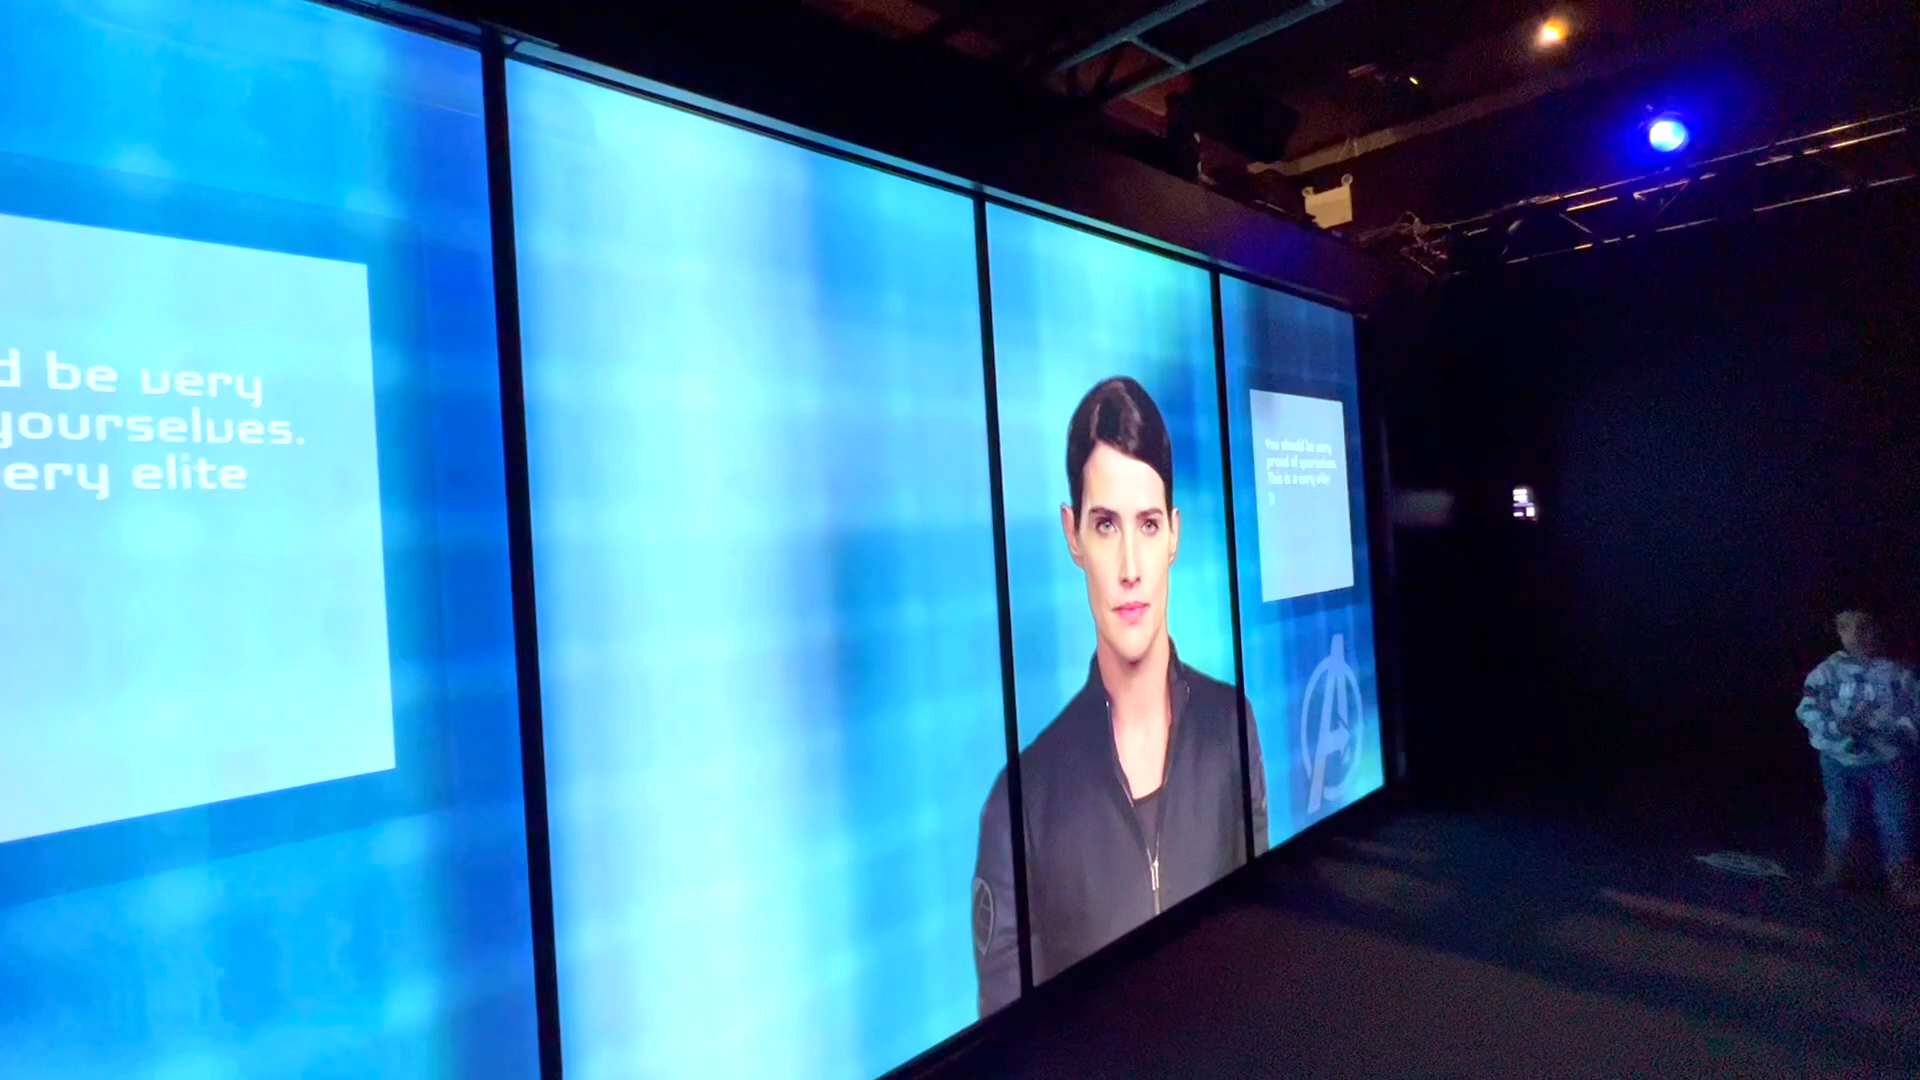 d be very
yourselves.
ery elite
You should be very
proud of yourselves.
This is a very elite